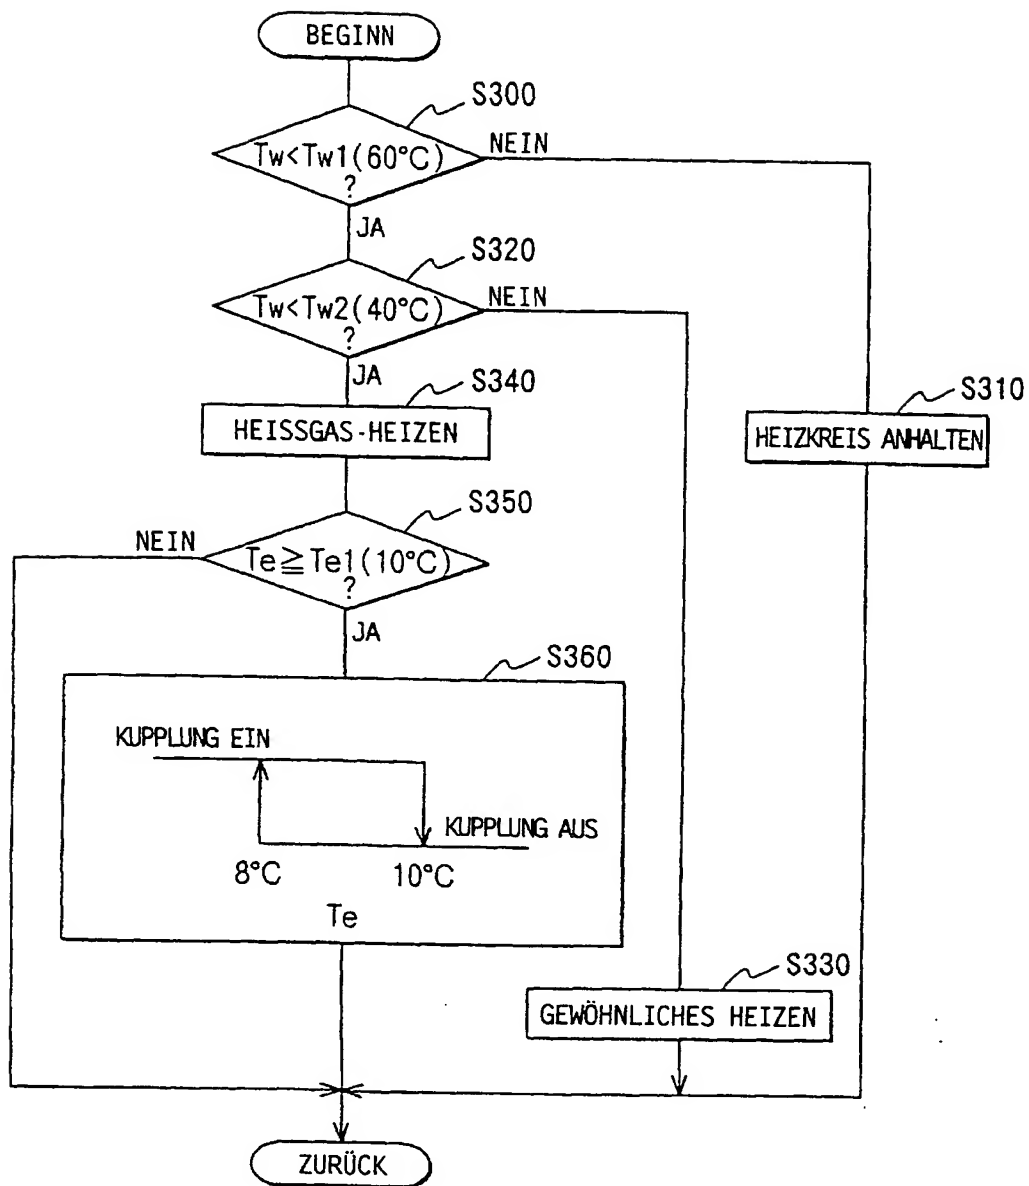 BEGINN
S300
Tw<Tw1(60°C)
?
NEIN
JA
S320
Tw<Tw2(40°C)
?
NEIN
JA
S340
HEISSGAS-HEIZEN
S310
HEIZKREIS ANHALTEN
S350
NEIN
Te≧Te1(10°C)
?
JA
S360
KUPPLUNG EIN
KUPPLUNG AUS
8°C
10°C
Te
S330
GEWÖHNLICHES HEIZEN
ZURÜCK